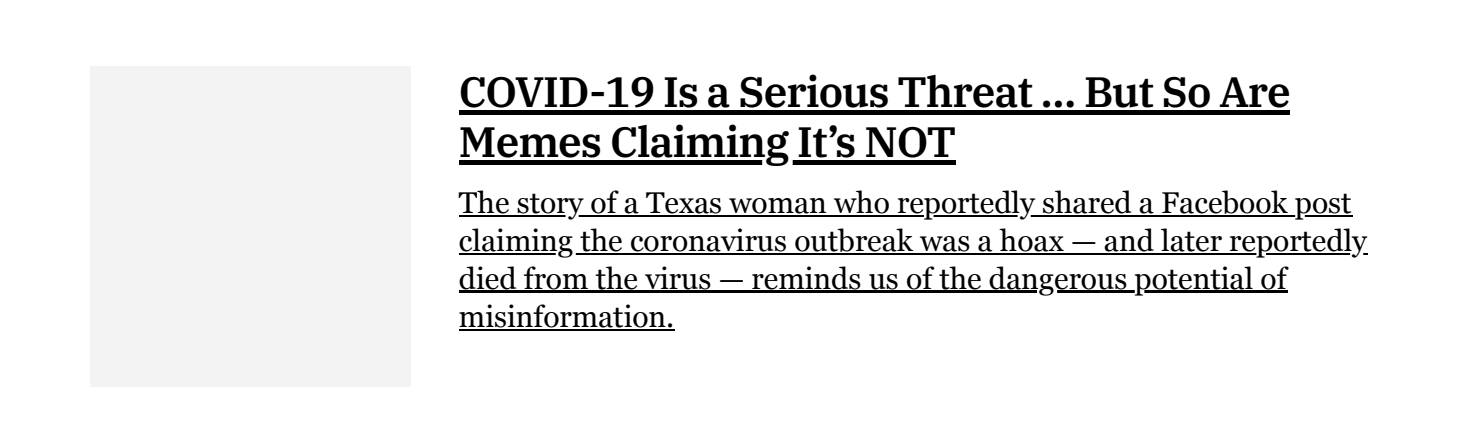 COVID-19 Is a Serious Threat ... But So Are
Memes Claiming It’s NOT
The story of a Texas woman who reportedly shared a Facebook post
claiming the coronavirus outbreak was a hoax — and later reportedly
died from the virus — reminds us of the dangerous potential of
misinformation.